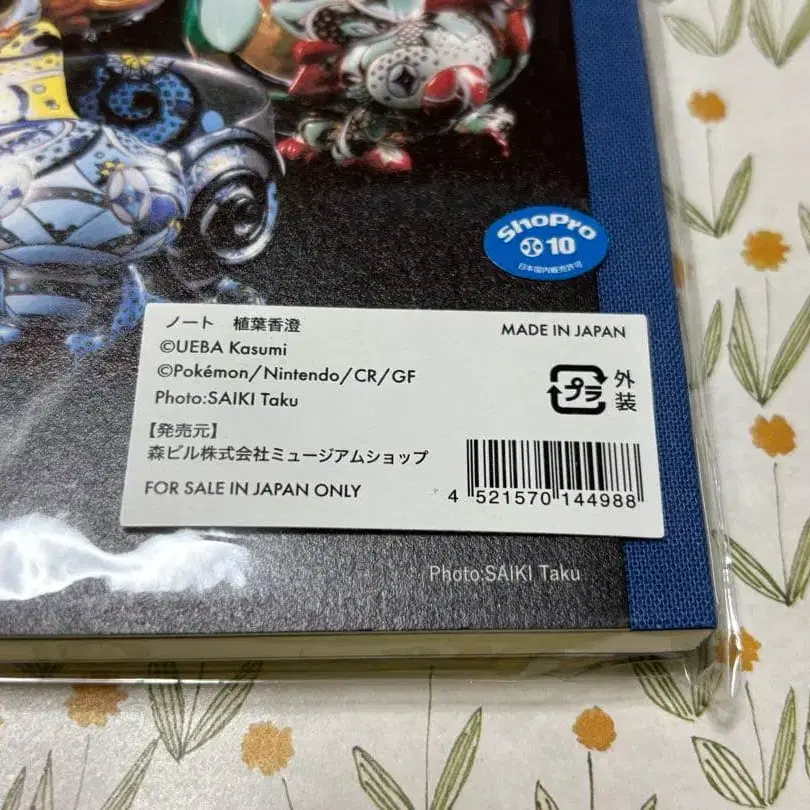 ShoPro
10
日本国内販売許可
ノート 植葉香澄
MADE IN JAPAN
©UEBA Kasumi
©Pokémon/Nintendo/CR/GF
Photo:SAIKI Taku
プラ
外装
【発売元】
森ビル株式会社ミュージアムショップ
FOR SALE IN JAPAN ONLY
4 521570 144988
Photo:SAIKI Taku